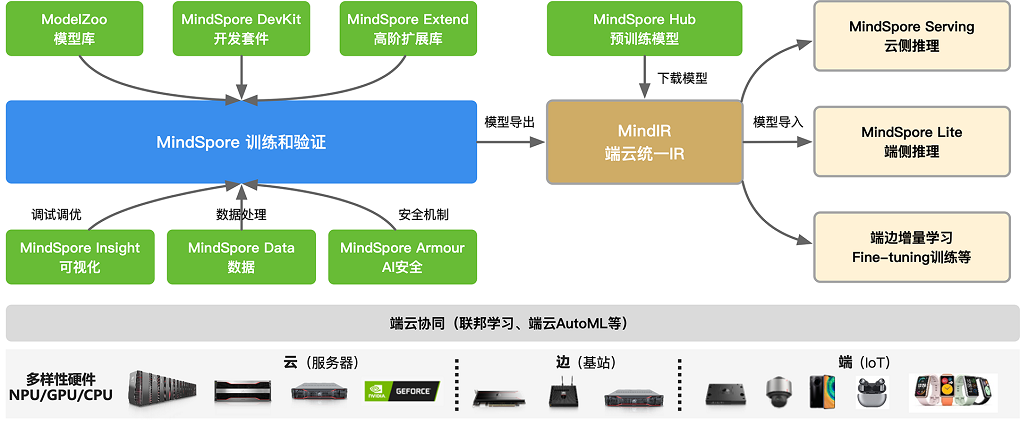 ModelZoo
模型库
MindSpore DevKit
开发套件
MindSpore Extend
高阶扩展库
MindSpore Hub
预训练模型
MindSpore Serving
云侧推理
下载模型
MindSpore 训练和验证
模型导出
MindIR
端云统一IR
模型导入
MindSpore Lite
端侧推理
调试调优
数据处理
安全机制
MindSpore Insight
可视化
MindSpore Data
数据
MindSpore Armour
AI安全
端边增量学习
Fine-tuning训练等
端云协同（联邦学习、端云AutoML等）
多样性硬件
NPU/GPU/CPU
云（服务器）
边（基站）
端（IoT）
NVIDIA
GEFORCE